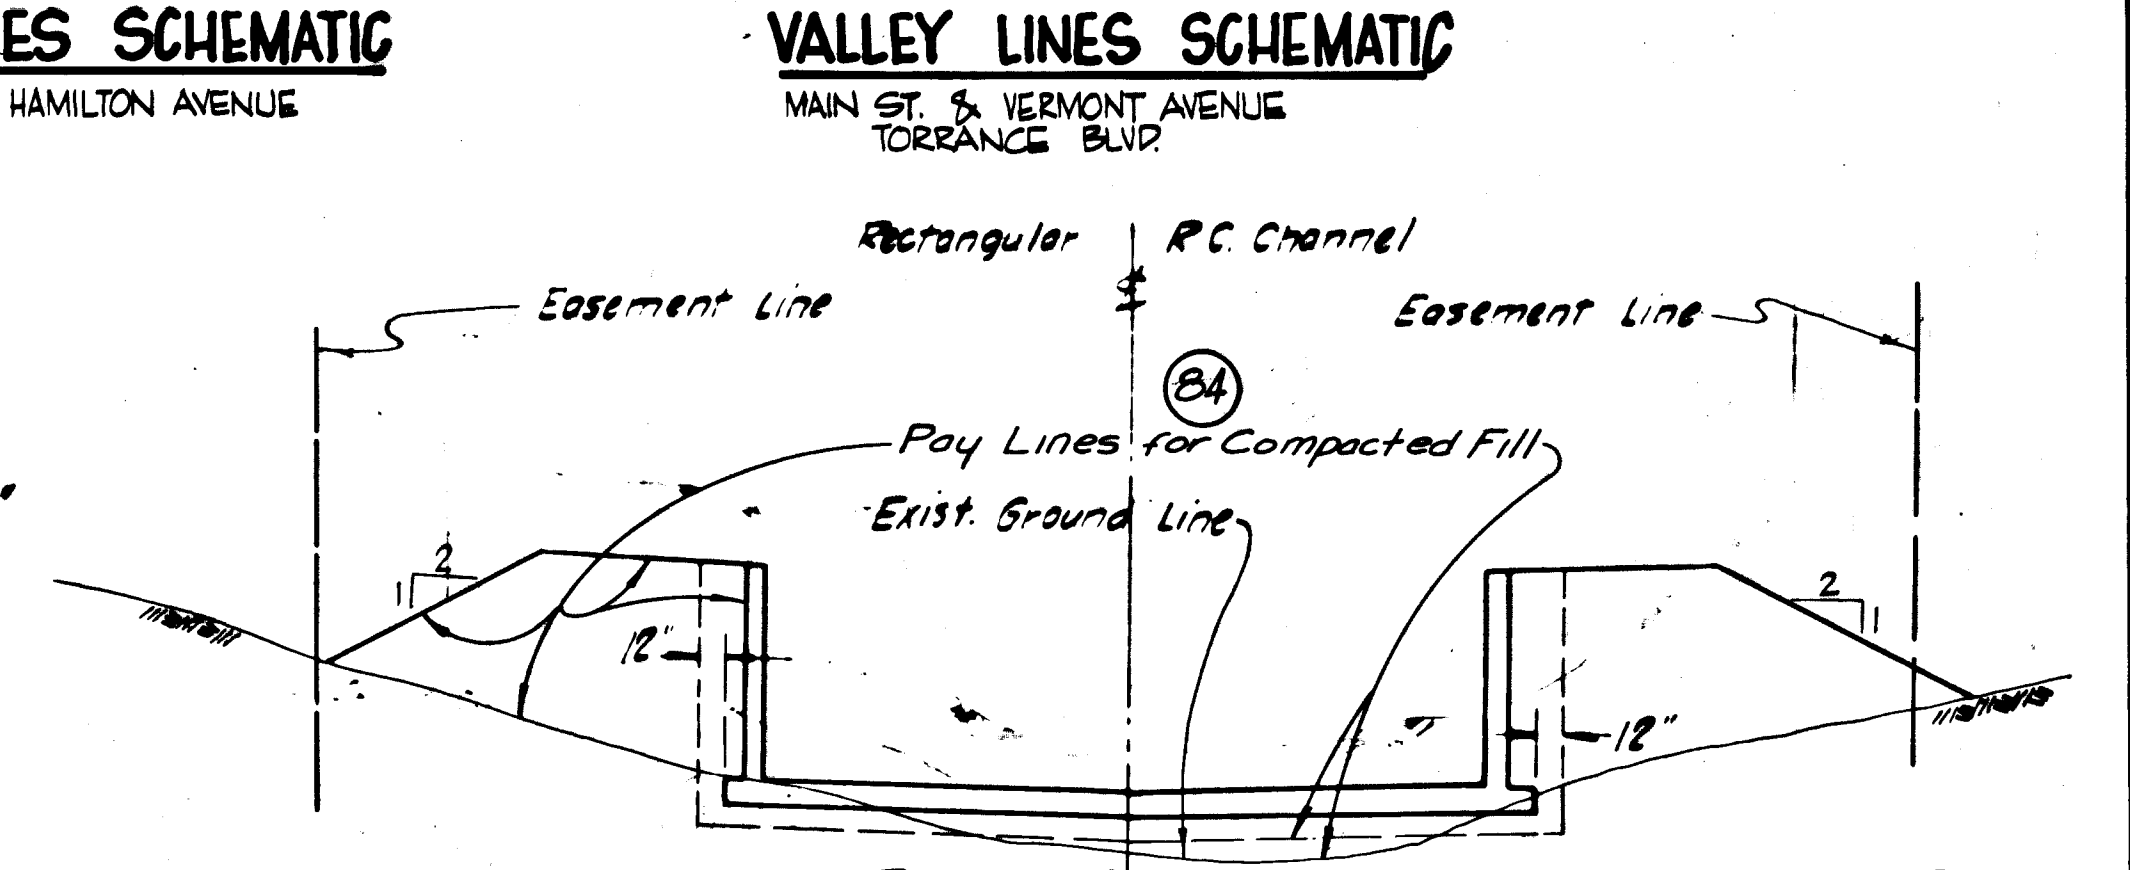 ES SCHEMATIC
HAMILTON AVENUE
VALLEY LINES SCHEMATIC
MAIN ST. & VERMONT AVENUE
TORRANCE BLVD.
Rectangular R.C. Channel
Easement Line
Easement Line
84
Pay Lines for Compacted Fill
Exist. Ground Line
2
1
2
1
12"
12"